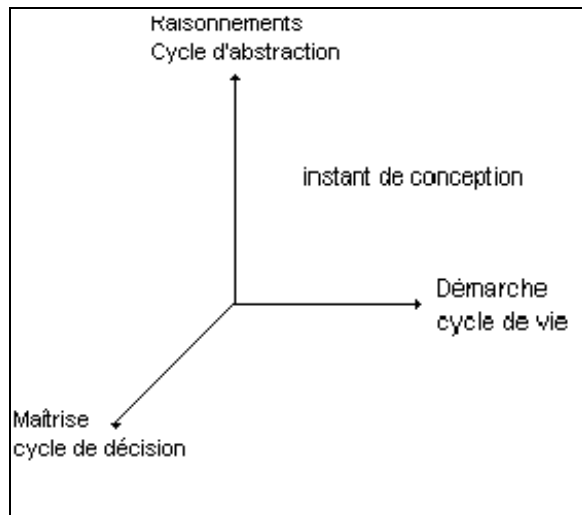 Raisonnements
Cycle d'abstraction
instant de conception
Démarche
cycle de vie
Maîtrise
cycle de décision